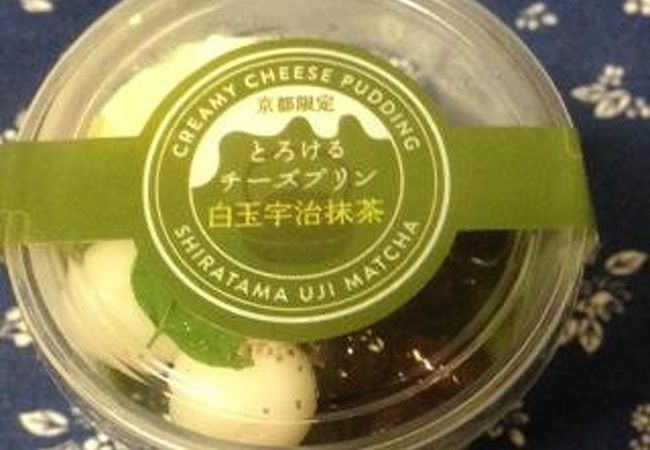 CREAMY CHEESE PUDDING
京都限定
とろける
チーズプリン
白玉宇治抹茶
SHIRATAMA UJI MATCHA